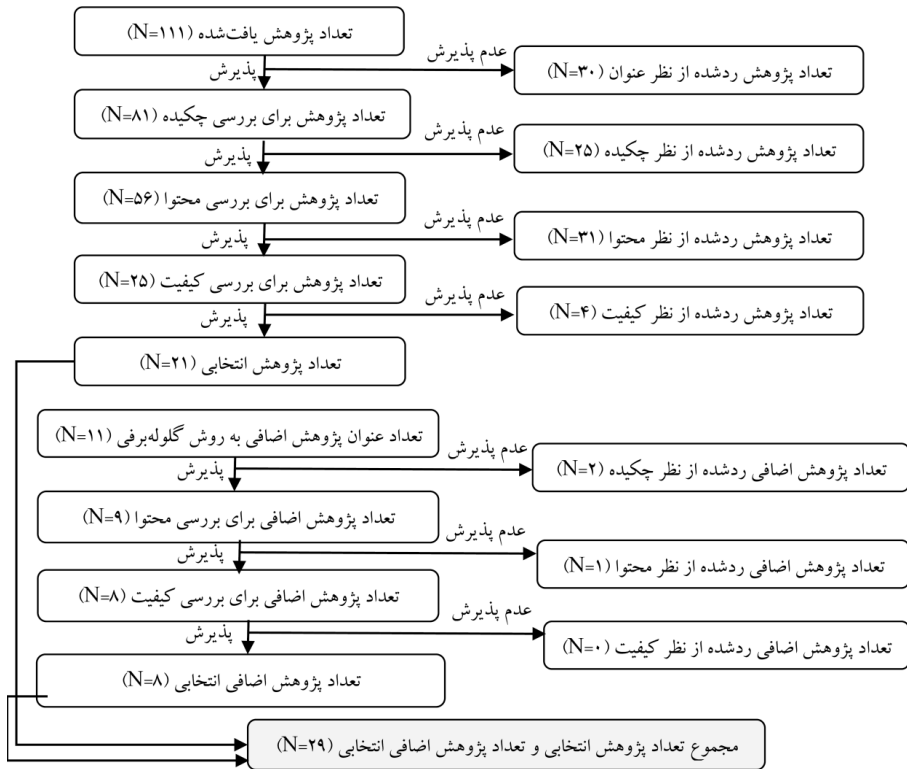 تعداد پژوهش یافت‌شده (N=۱۱۱)
عدم پذیرش
پذیرش
تعداد پژوهش ردشده از نظر عنوان (N=۳۰)
تعداد پژوهش برای بررسی چکیده (N=۸۱)
عدم پذیرش
پذیرش
تعداد پژوهش ردشده از نظر چکیده (N=۲۵)
تعداد پژوهش برای بررسی محتوا (N=۵۶)
عدم پذیرش
پذیرش
تعداد پژوهش ردشده از نظر محتوا (N=۳۱)
تعداد پژوهش برای بررسی کیفیت (N=۲۵)
عدم پذیرش
پذیرش
تعداد پژوهش ردشده از نظر کیفیت (N=۴)
تعداد پژوهش انتخابی (N=۲۱)
تعداد عنوان پژوهش اضافی به روش گلوله‌برفی (N=۱۱)
عدم پذیرش
پذیرش
تعداد پژوهش اضافی ردشده از نظر چکیده (N=۲)
تعداد پژوهش اضافی برای بررسی محتوا (N=۹)
عدم پذیرش
پذیرش
تعداد پژوهش اضافی ردشده از نظر محتوا (N=۱)
تعداد پژوهش اضافی برای بررسی کیفیت (N=۸)
عدم پذیرش
پذیرش
تعداد پژوهش اضافی ردشده از نظر کیفیت (N=۰)
تعداد پژوهش اضافی انتخابی (N=۸)
مجموع تعداد پژوهش انتخابی و تعداد پژوهش اضافی انتخابی (N=۲۹)